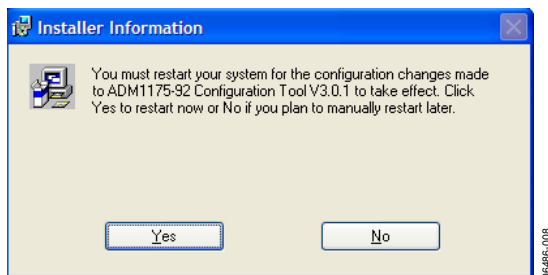 Installer Information
You must restart your system for the configuration changes made
to ADM1175-92 Configuration Tool V3.0.1 to take effect. Click
Yes to restart now or No if you plan to manually restart later.
Yes
No
06486-008